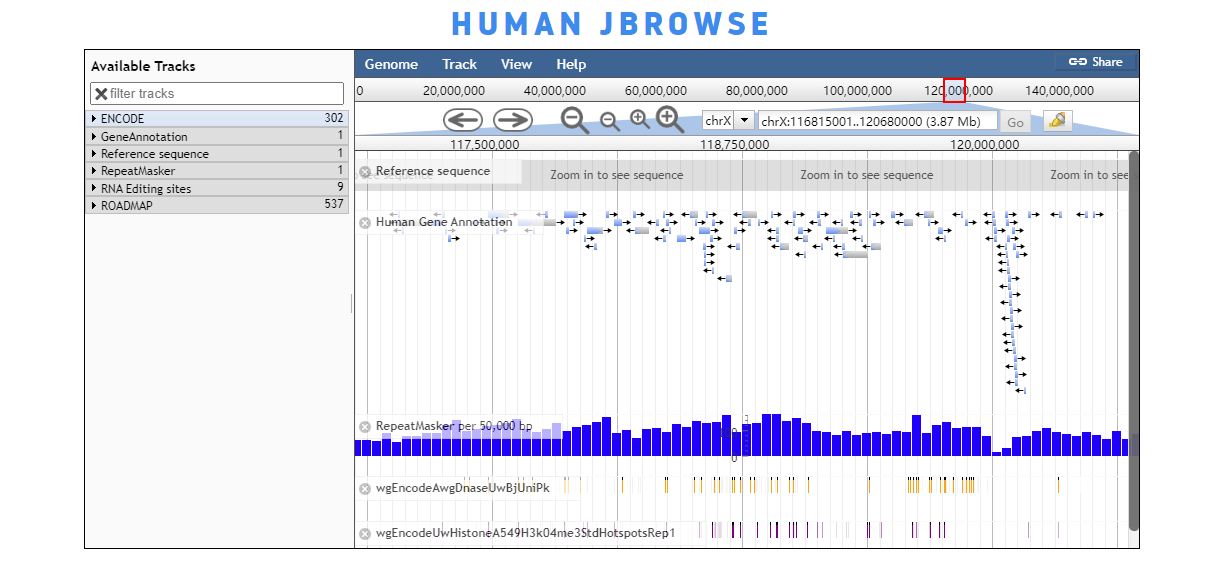 HUMAN JBROWSE
Available Tracks
filter tracks
ENCODE 302
GeneAnnotation 1
Reference sequence 1
RepeatMasker 1
RNA Editing sites 9
ROADMAP 537
Genome Track View Help Share
0 20,000,000 40,000,000 60,000,000 80,000,000 100,000,000 120,000,000 140,000,000
chrX chrX:116815001..120680000 (3.87 Mb) Go
117,500,000 118,750,000 120,000,000
Reference sequence Zoom in to see sequence Zoom in to see sequence Zoom in to see
Human Gene Annotation
RepeatMasker per 50,000 bp
0
wgEncodeAwgDnaseUwBjUniPk
wgEncodeUwHistoneA549H3k04me3StdHotspotsRep1